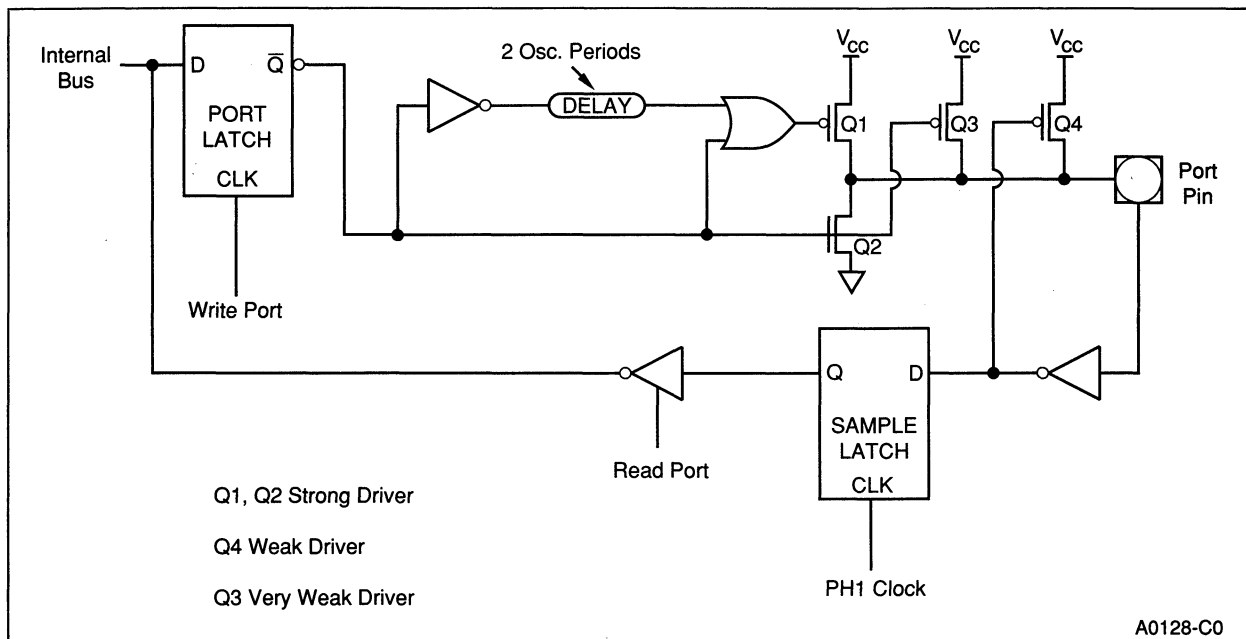 Internal
Bus
D
Q̅
PORT
LATCH
CLK
Write Port
2 Osc. Periods
DELAY
VCC
VCC
VCC
Q1
Q3
Q4
Q2
Port
Pin
Q
D
SAMPLE
LATCH
CLK
Read Port
PH1 Clock
Q1, Q2 Strong Driver
Q4 Weak Driver
Q3 Very Weak Driver
A0128-C0